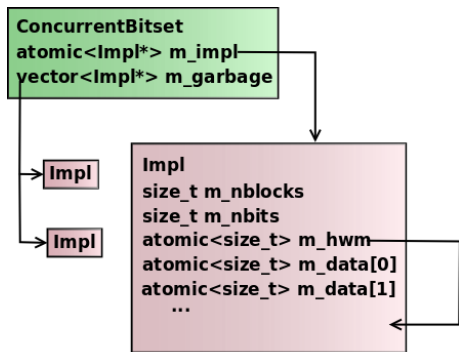 ConcurrentBitset
atomic<Impl*> m_impl
vector<Impl*> m_garbage
Impl
Impl
Impl
size_t m_nblocks
size_t m_nbits
atomic<size_t> m_hwm
atomic<size_t> m_data[0]
atomic<size_t> m_data[1]
...